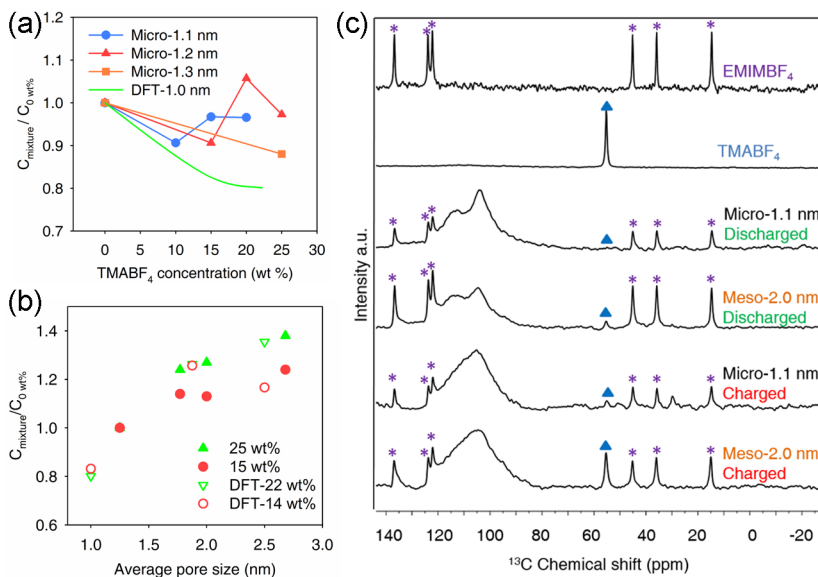 (a)
Micro-1.1 nm
Micro-1.2 nm
Micro-1.3 nm
DFT-1.0 nm
C_mixture / C_0 wt%
1.2
1.1
1.0
0.9
0.8
0.7
0 5 10 15 20 25 30
TMABF₄ concentration (wt %)
(b)
C_mixture/C_0 wt%
1.4
1.2
1.0
0.8
0.6
25 wt%
15 wt%
DFT-22 wt%
DFT-14 wt%
1.0 1.5 2.0 2.5 3.0
Average pore size (nm)
(c)
Intensity a.u.
* * * * * *
EMIMBF₄
TMABF₄
* * * * * *
Micro-1.1 nm
Discharged
* * * * * *
Meso-2.0 nm
Discharged
* * * * * *
Micro-1.1 nm
Charged
* * * * * *
Meso-2.0 nm
Charged
140 120 100 80 60 40 20 0 -20
¹³C Chemical shift (ppm)